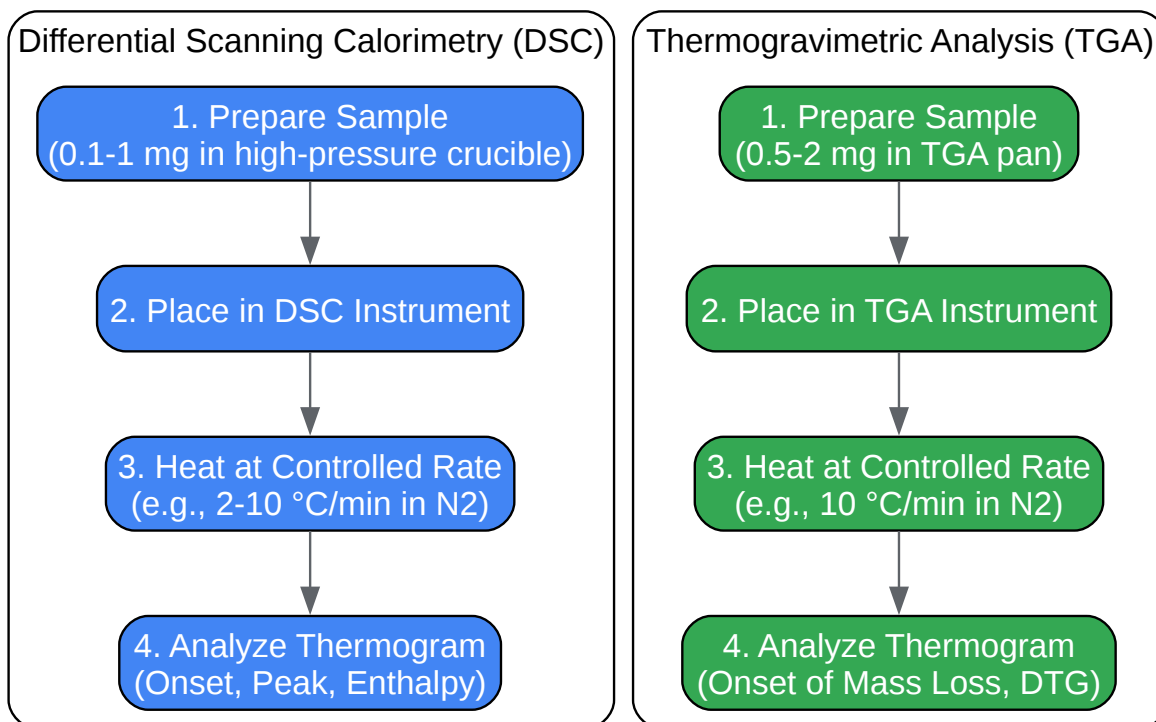 Differential Scanning Calorimetry (DSC)
1. Prepare Sample
(0.1-1 mg in high-pressure crucible)
2. Place in DSC Instrument
3. Heat at Controlled Rate
(e.g., 2-10 °C/min in N2)
4. Analyze Thermogram
(Onset, Peak, Enthalpy)
Thermogravimetric Analysis (TGA)
1. Prepare Sample
(0.5-2 mg in TGA pan)
2. Place in TGA Instrument
3. Heat at Controlled Rate
(e.g., 10 °C/min in N2)
4. Analyze Thermogram
(Onset of Mass Loss, DTG)